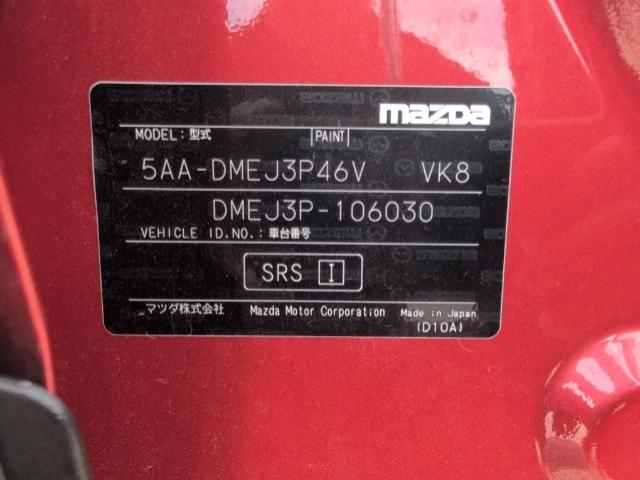 mazda
MODEL: 型式 PAINT
5AA-DMEJ3P46V VK8
DMEJ3P-106030
VEHICLE ID.NO.: 車台番号
SRS I
マツダ株式会社 Mazda Motor Corporation Made in Japan
(D10A)